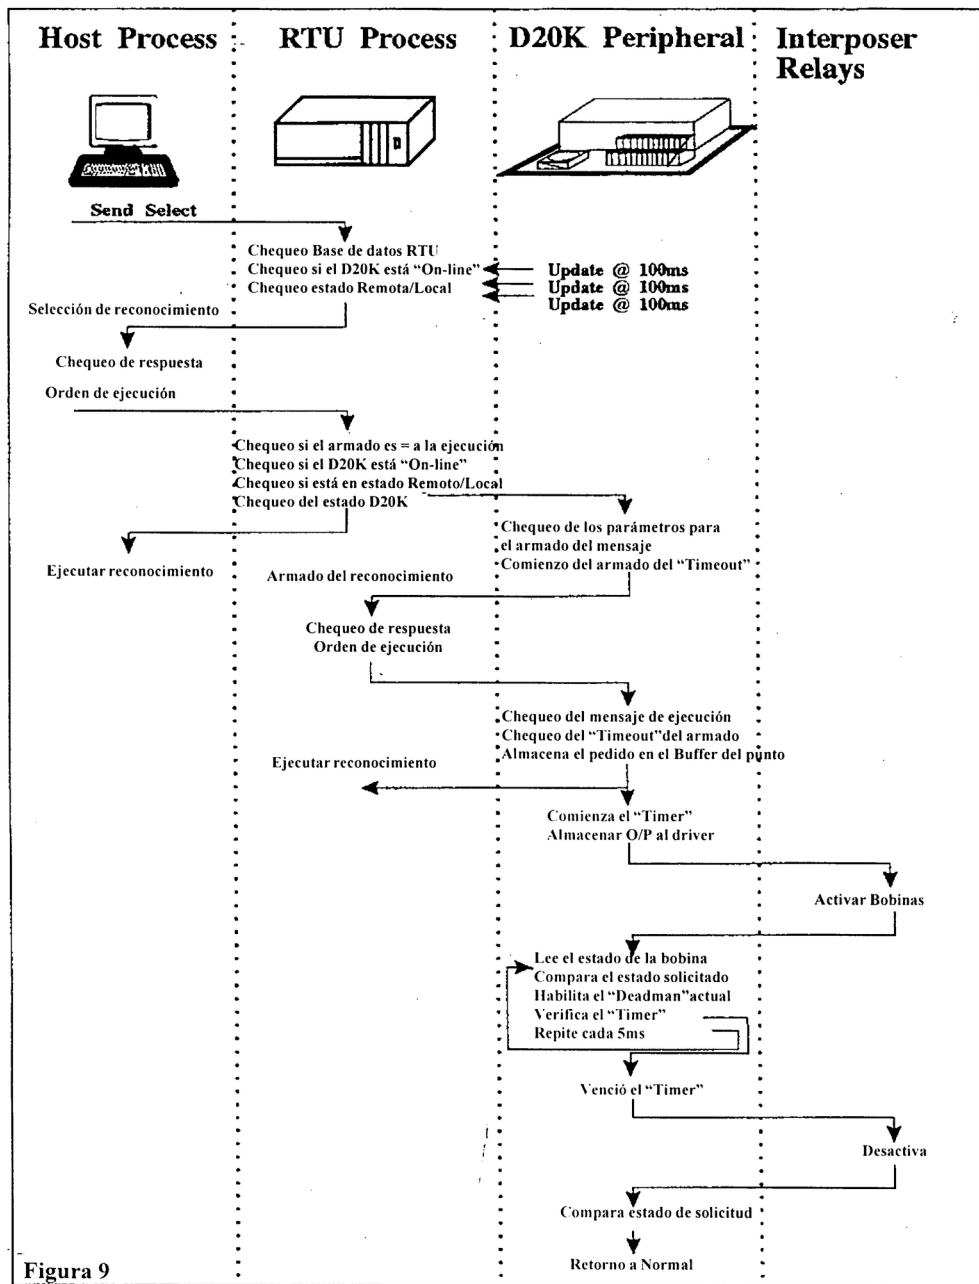 Host Process
RTU Process
D20K Peripheral
Interposer
Relays
Send Select
Chequeo Base de datos RTU
Chequeo si el D20K está “On-line”
Chequeo estado Remota/Local
Update @ 100ms
Update @ 100ms
Update @ 100ms
Selección de reconocimiento
Chequeo de respuesta
Orden de ejecución
Chequeo si el armado es = a la ejecución
Chequeo si el D20K está “On-line”
Chequeo si está en estado Remoto/Local
Chequeo del estado D20K
Chequeo de los parámetros para
el armado del mensaje
Comienzo del armado del “Timeout”
Ejecutar reconocimiento
Armado del reconocimiento
Chequeo de respuesta
Orden de ejecución
Chequeo del mensaje de ejecución
Chequeo del “Timeout”del armado
Almacena el pedido en el Buffer del punto
Ejecutar reconocimiento
Comienza el “Timer”
Almacenar O/P al driver
Activar Bobinas
Lee el estado de la bobina
Compara el estado solicitado
Habilita el “Deadman”actual
Verifica el “Timer”
Repite cada 5ms
Venció el “Timer”
Desactiva
Compara estado de solicitud
Retorno a Normal
Figura 9